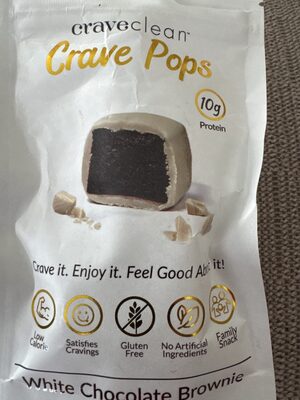 craveclean™
Crave Pops
10g
Protein
Crave it. Enjoy it. Feel Good it!
Low
Calorie
Satisfies
Cravings
Gluten
Free
No Artificial
Ingredients
Family
Snack
White Chocolate Brownie